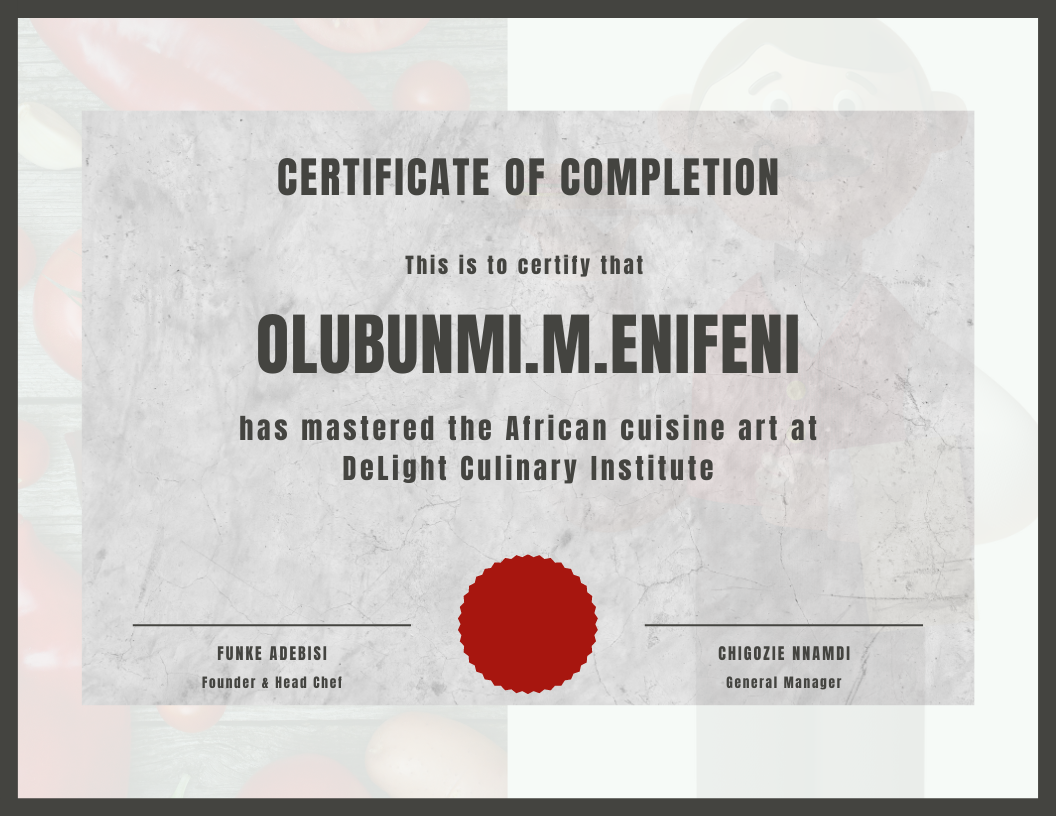 CERTIFICATE OF COMPLETION
This is to certify that
OLUBUNMI.M.ENIFENI
has mastered the African cuisine art at
DeLight Culinary Institute
FUNKE ADEBISI
Founder & Head Chef
CHIGOZIE NNAMDI
General Manager